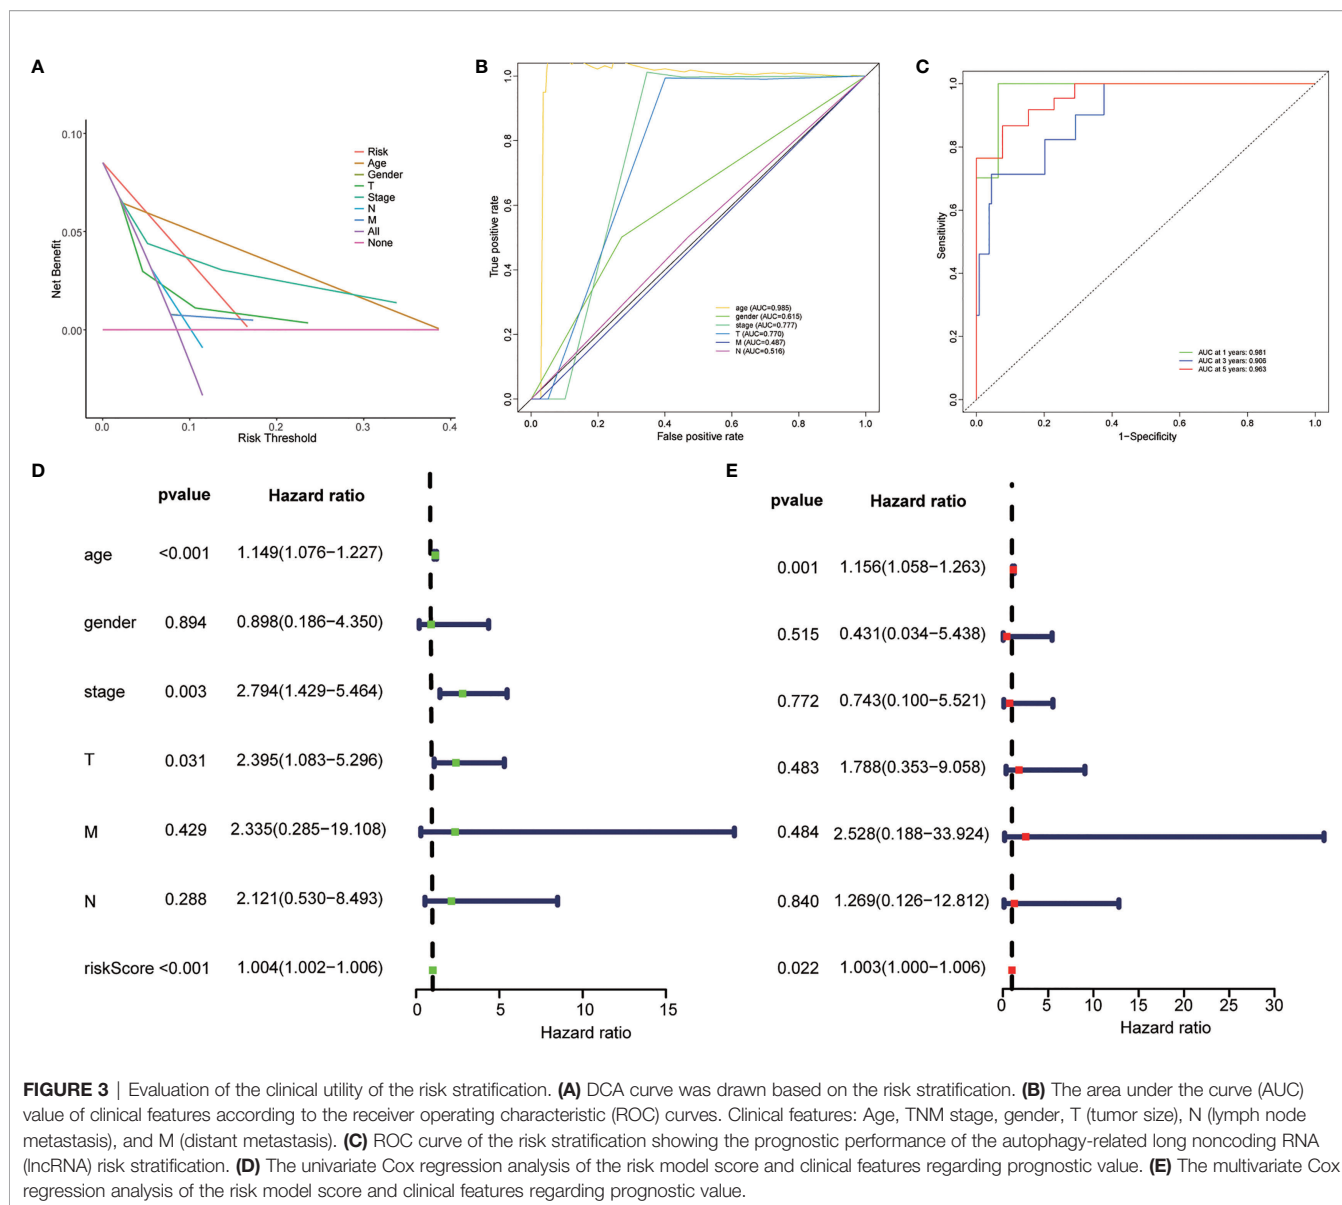 A
0.10
0.05
0.00
Net Benefit
0.0 0.1 0.2 0.3 0.4
Risk Threshold
Risk
Age
Gender
T
Stage
N
M
All
None
B
1.0
0.8
0.6
0.4
0.2
0.0
True positive rate
0.0 0.2 0.4 0.6 0.8 1.0
False positive rate
age (AUC=0.985)
gender (AUC=0.615)
stage (AUC=0.777)
T (AUC=0.770)
M (AUC=0.487)
N (AUC=0.516)
C
1.0
0.8
0.6
0.4
0.2
0.0
Sensitivity
0.0 0.2 0.4 0.6 0.8 1.0
1-Specificity
AUC at 1 years: 0.981
AUC at 3 years: 0.906
AUC at 5 years: 0.963
D
pvalue Hazard ratio
age <0.001 1.149(1.076−1.227)
gender 0.894 0.898(0.186−4.350)
stage 0.003 2.794(1.429−5.464)
T 0.031 2.395(1.083−5.296)
M 0.429 2.335(0.285−19.108)
N 0.288 2.121(0.530−8.493)
riskScore <0.001 1.004(1.002−1.006)
0 5 10 15
Hazard ratio
E
pvalue Hazard ratio
0.001 1.156(1.058−1.263)
0.515 0.431(0.034−5.438)
0.772 0.743(0.100−5.521)
0.483 1.788(0.353−9.058)
0.484 2.528(0.188−33.924)
0.840 1.269(0.126−12.812)
0.022 1.003(1.000−1.006)
0 5 10 15 20 25 30
Hazard ratio
FIGURE 3 | Evaluation of the clinical utility of the risk stratification. (A) DCA curve was drawn based on the risk stratification. (B) The area under the curve (AUC)
value of clinical features according to the receiver operating characteristic (ROC) curves. Clinical features: Age, TNM stage, gender, T (tumor size), N (lymph node
metastasis), and M (distant metastasis). (C) ROC curve of the risk stratification showing the prognostic performance of the autophagy-related long noncoding RNA
(lncRNA) risk stratification. (D) The univariate Cox regression analysis of the risk model score and clinical features regarding prognostic value. (E) The multivariate Cox
regression analysis of the risk model score and clinical features regarding prognostic value.